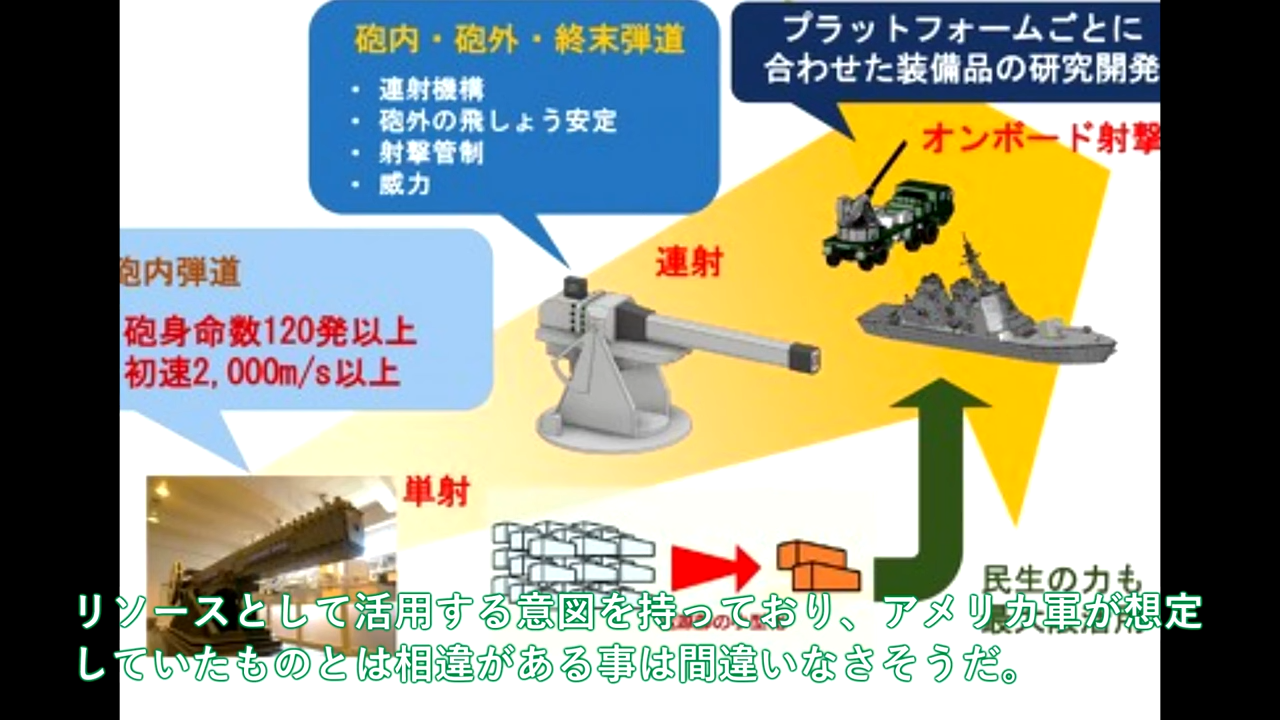 砲内・砲外・終末弾道
・ 連射機構
・ 砲外の飛しょう安定
・ 射撃管制
・ 威力
プラットフォームごとに
合わせた装備品の研究開発
オンボード射撃
連射
砲内弾道
砲身命数120発以上
初速2,000m/s以上
単射
民生の力も
リソースとして活用する意図を持っており、アメリカ軍が想定
していたものとは相違がある事は間違いなさそうだ。